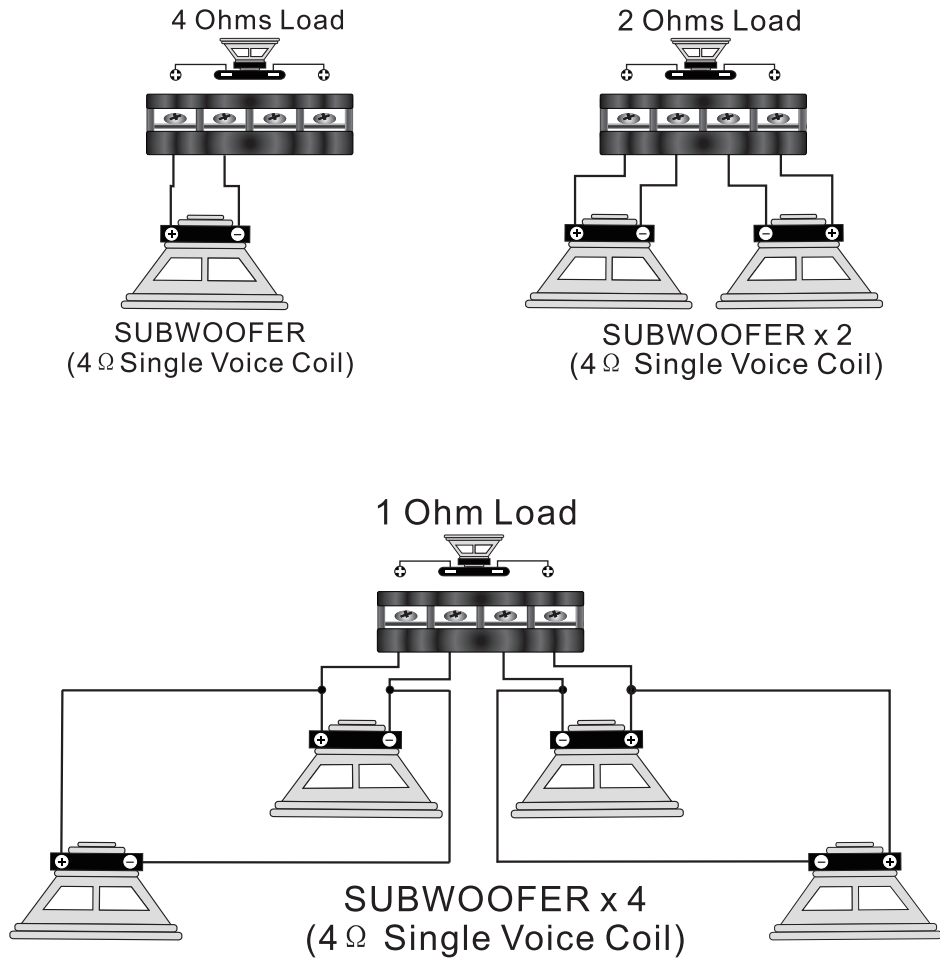 4 Ohms Load
2 Ohms Load
SUBWOOFER
(4 Ω Single Voice Coil)
SUBWOOFER x 2
(4 Ω Single Voice Coil)
1 Ohm Load
SUBWOOFER x 4
(4 Ω Single Voice Coil)